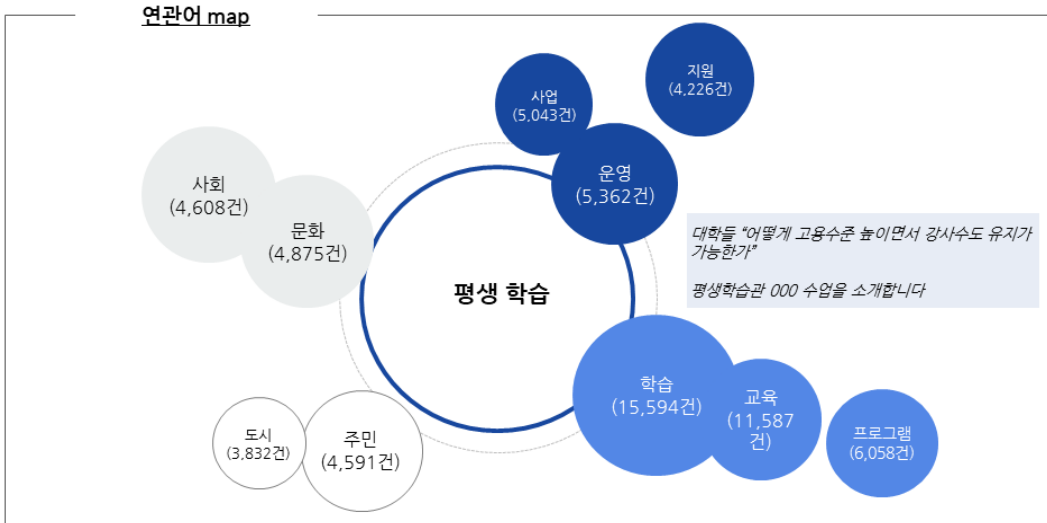 연관어 map
지원
(4,226건)
사업
(5,043건)
운영
(5,362건)
사회
(4,608건)
문화
(4,875건)
대학들 “어떻게 고용수준 높이면서 강사수도 유지가
가능한가”
평생학습관 000 수업을 소개합니다
평생 학습
학습
(15,594건)
교육
(11,587
건)
프로그램
(6,058건)
도시
(3,832건)
주민
(4,591건)